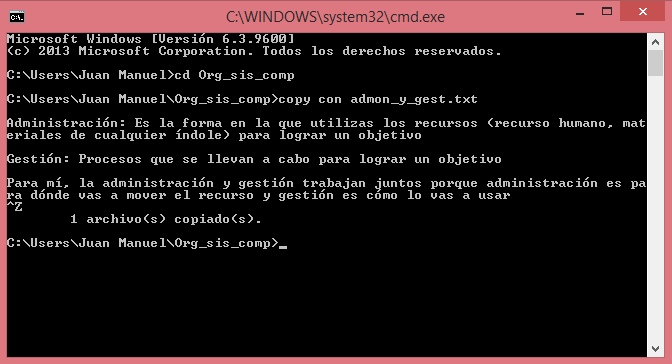 C:\WINDOWS\system32\cmd.exe
Microsoft Windows [Versión 6.3.9600]
(c) 2013 Microsoft Corporation. Todos los derechos reservados.
C:\Users\Juan Manuel>cd Org_sis_comp
C:\Users\Juan Manuel\Org_sis_comp>copy con admon_y_gest.txt
Administración: Es la forma en la que utilizas los recursos (recurso humano, mat
eriales de cualquier índole) para lograr un objetivo
Gestión: Procesos que se llevan a cabo para lograr un objetivo
Para mí, la administración y gestión trabajan juntos porque administración es pa
ra dónde vas a mover el recurso y gestión es cómo lo vas a usar
^Z
        1 archivo(s) copiado(s).
C:\Users\Juan Manuel\Org_sis_comp>_